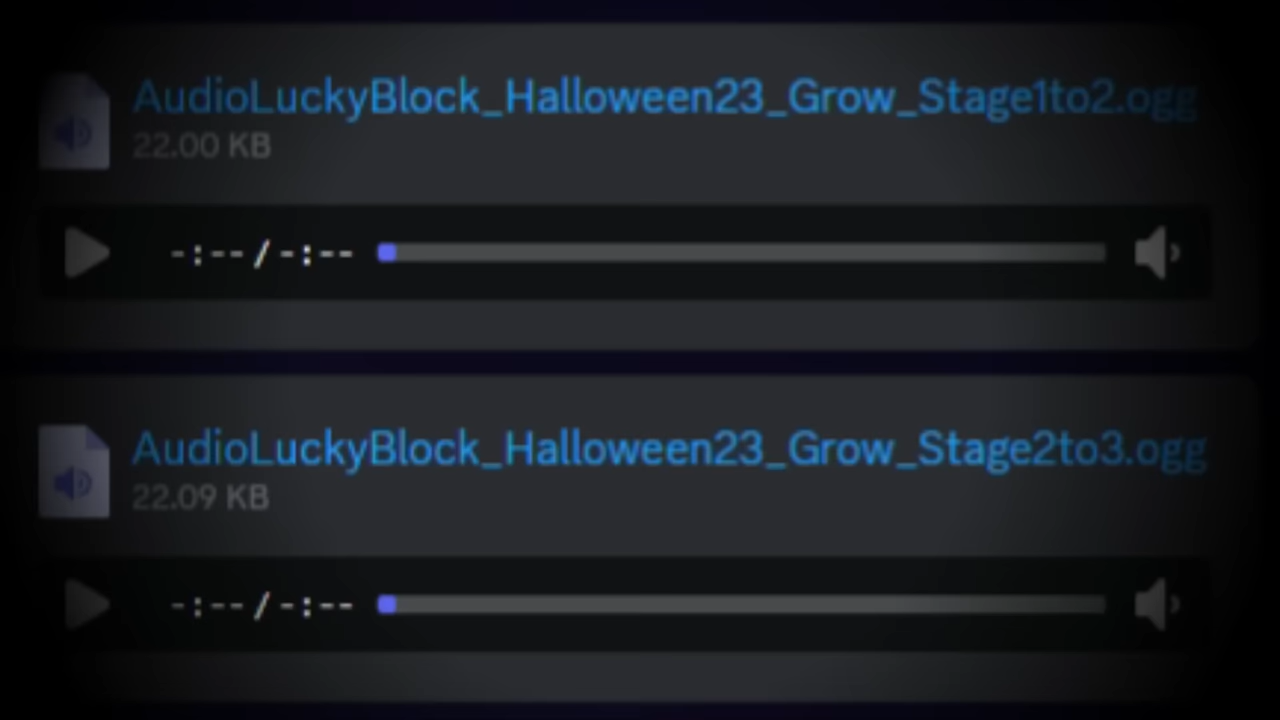 AudioLuckyBlock_Halloween23_Grow_Stage1to2.ogg
22.00 KB
-:-- / -:--
AudioLuckyBlock_Halloween23_Grow_Stage2to3.ogg
22.09 KB
-:-- / -:--